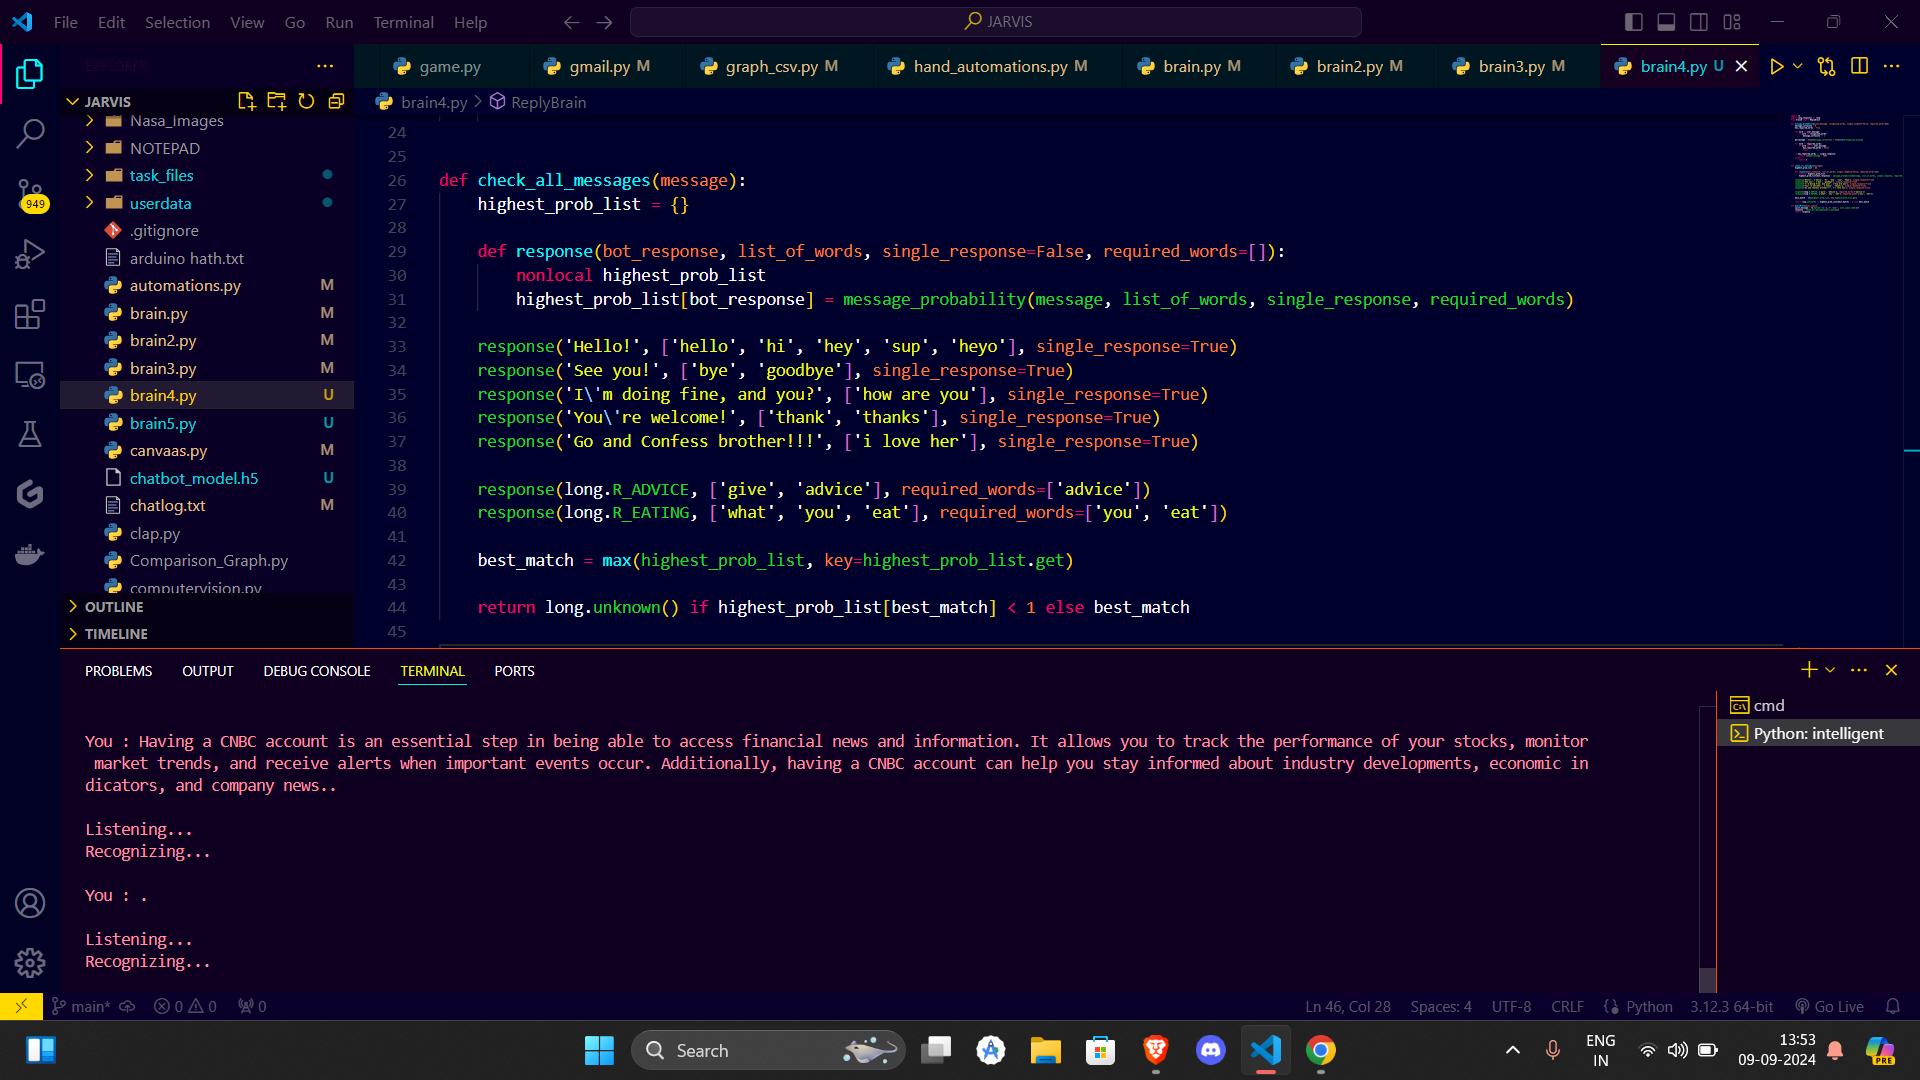 File Edit Selection View Go Run Terminal Help
JARVIS
EXPLORER
game.py
gmail.py M
graph_csv.py M
hand_automations.py M
brain.py M
brain2.py M
brain3.py M
brain4.py U
JARVIS
brain4.py > ReplyBrain
Nasa_Images
NOTEPAD
task_files
userdata
949
.gitignore
arduino hath.txt
automations.py M
brain.py M
brain2.py M
brain3.py M
brain4.py U
brain5.py U
canvaas.py M
chatbot_model.h5 U
chatlog.txt M
clap.py
Comparison_Graph.py
computervision.py
OUTLINE
TIMELINE
24
25
26 def check_all_messages(message):
27 highest_prob_list = {}
28
29 def response(bot_response, list_of_words, single_response=False, required_words=[]):
30 nonlocal highest_prob_list
31 highest_prob_list[bot_response] = message_probability(message, list_of_words, single_response, required_words)
32
33 response('Hello!', ['hello', 'hi', 'hey', 'sup', 'heyo'], single_response=True)
34 response('See you!', ['bye', 'goodbye'], single_response=True)
35 response('I\'m doing fine, and you?', ['how are you'], single_response=True)
36 response('You\'re welcome!', ['thank', 'thanks'], single_response=True)
37 response('Go and Confess brother!!!', ['i love her'], single_response=True)
38
39 response(long.R_ADVICE, ['give', 'advice'], required_words=['advice'])
40 response(long.R_EATING, ['what', 'you', 'eat'], required_words=['you', 'eat'])
41
42 best_match = max(highest_prob_list, key=highest_prob_list.get)
43
44 return long.unknown() if highest_prob_list[best_match] < 1 else best_match
45
PROBLEMS OUTPUT DEBUG CONSOLE TERMINAL PORTS
cmd
Python: intelligent
You : Having a CNBC account is an essential step in being able to access financial news and information. It allows you to track the performance of your stocks, monitor
market trends, and receive alerts when important events occur. Additionally, having a CNBC account can help you stay informed about industry developments, economic in
dicators, and company news..
Listening...
Recognizing...
You : .
Listening...
Recognizing...
main* 0 0 0
Ln 46, Col 28 Spaces: 4 UTF-8 CRLF {} Python 3.12.3 64-bit Go Live
Search
ENG
IN
13:53
09-09-2024
PRE